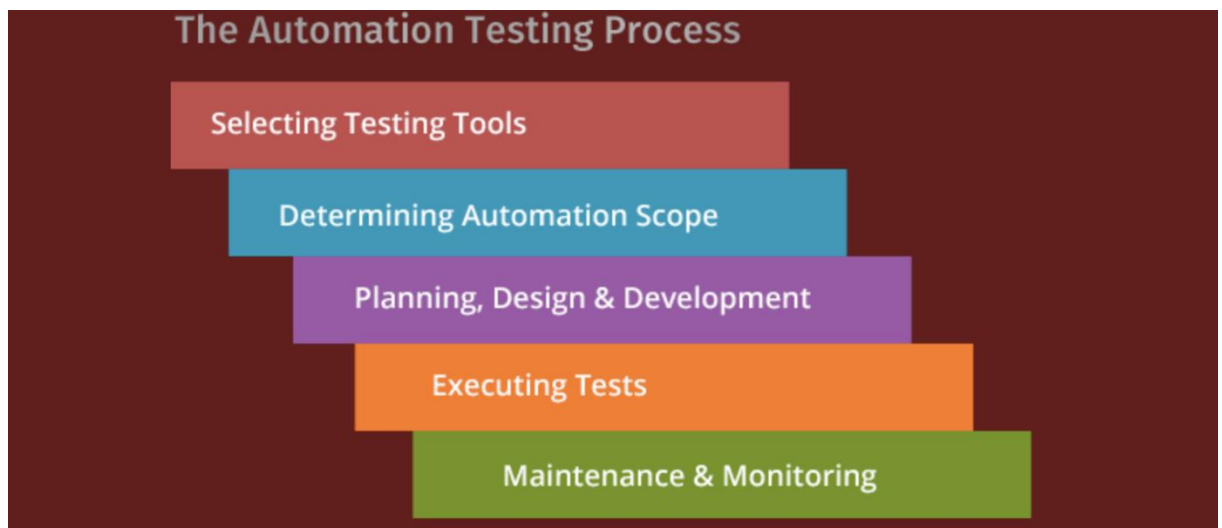 The Automation Testing Process
Selecting Testing Tools
Determining Automation Scope
Planning, Design & Development
Executing Tests
Maintenance & Monitoring